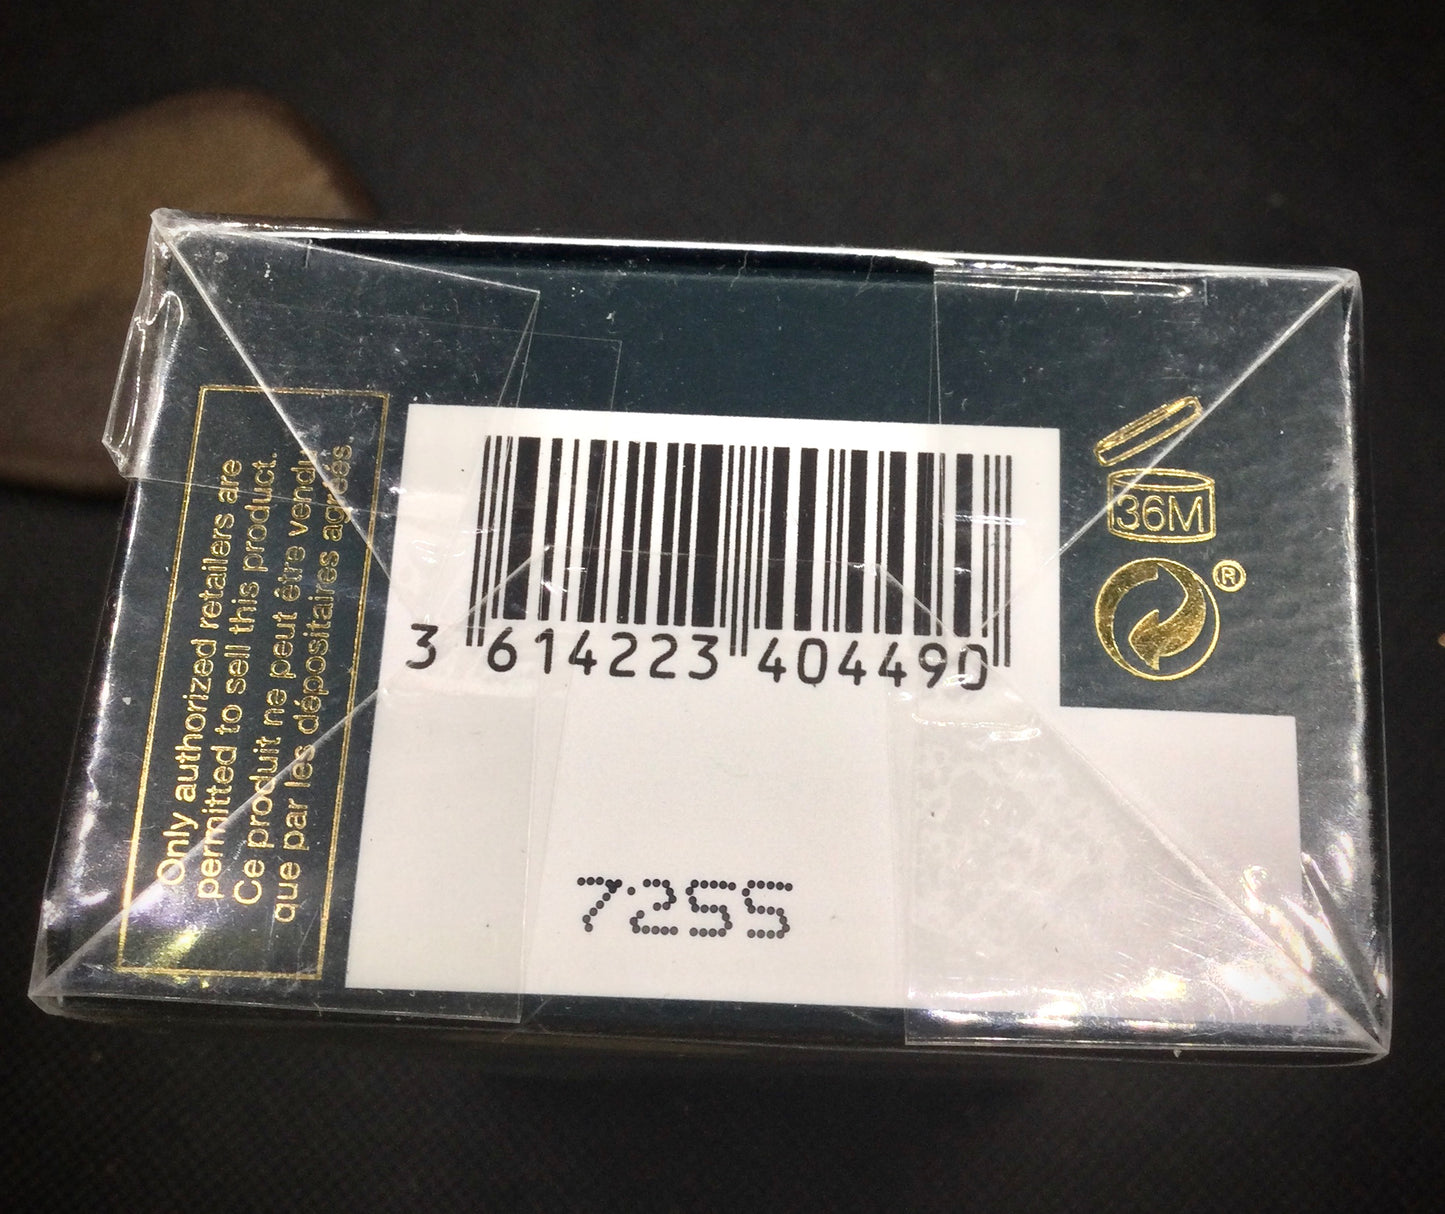 Only authorized retailers are
permitted to sell this product.
Ce produit ne peut être vendu
que par les dépositaires agréés.
3 614223 404490
7255
36M
®